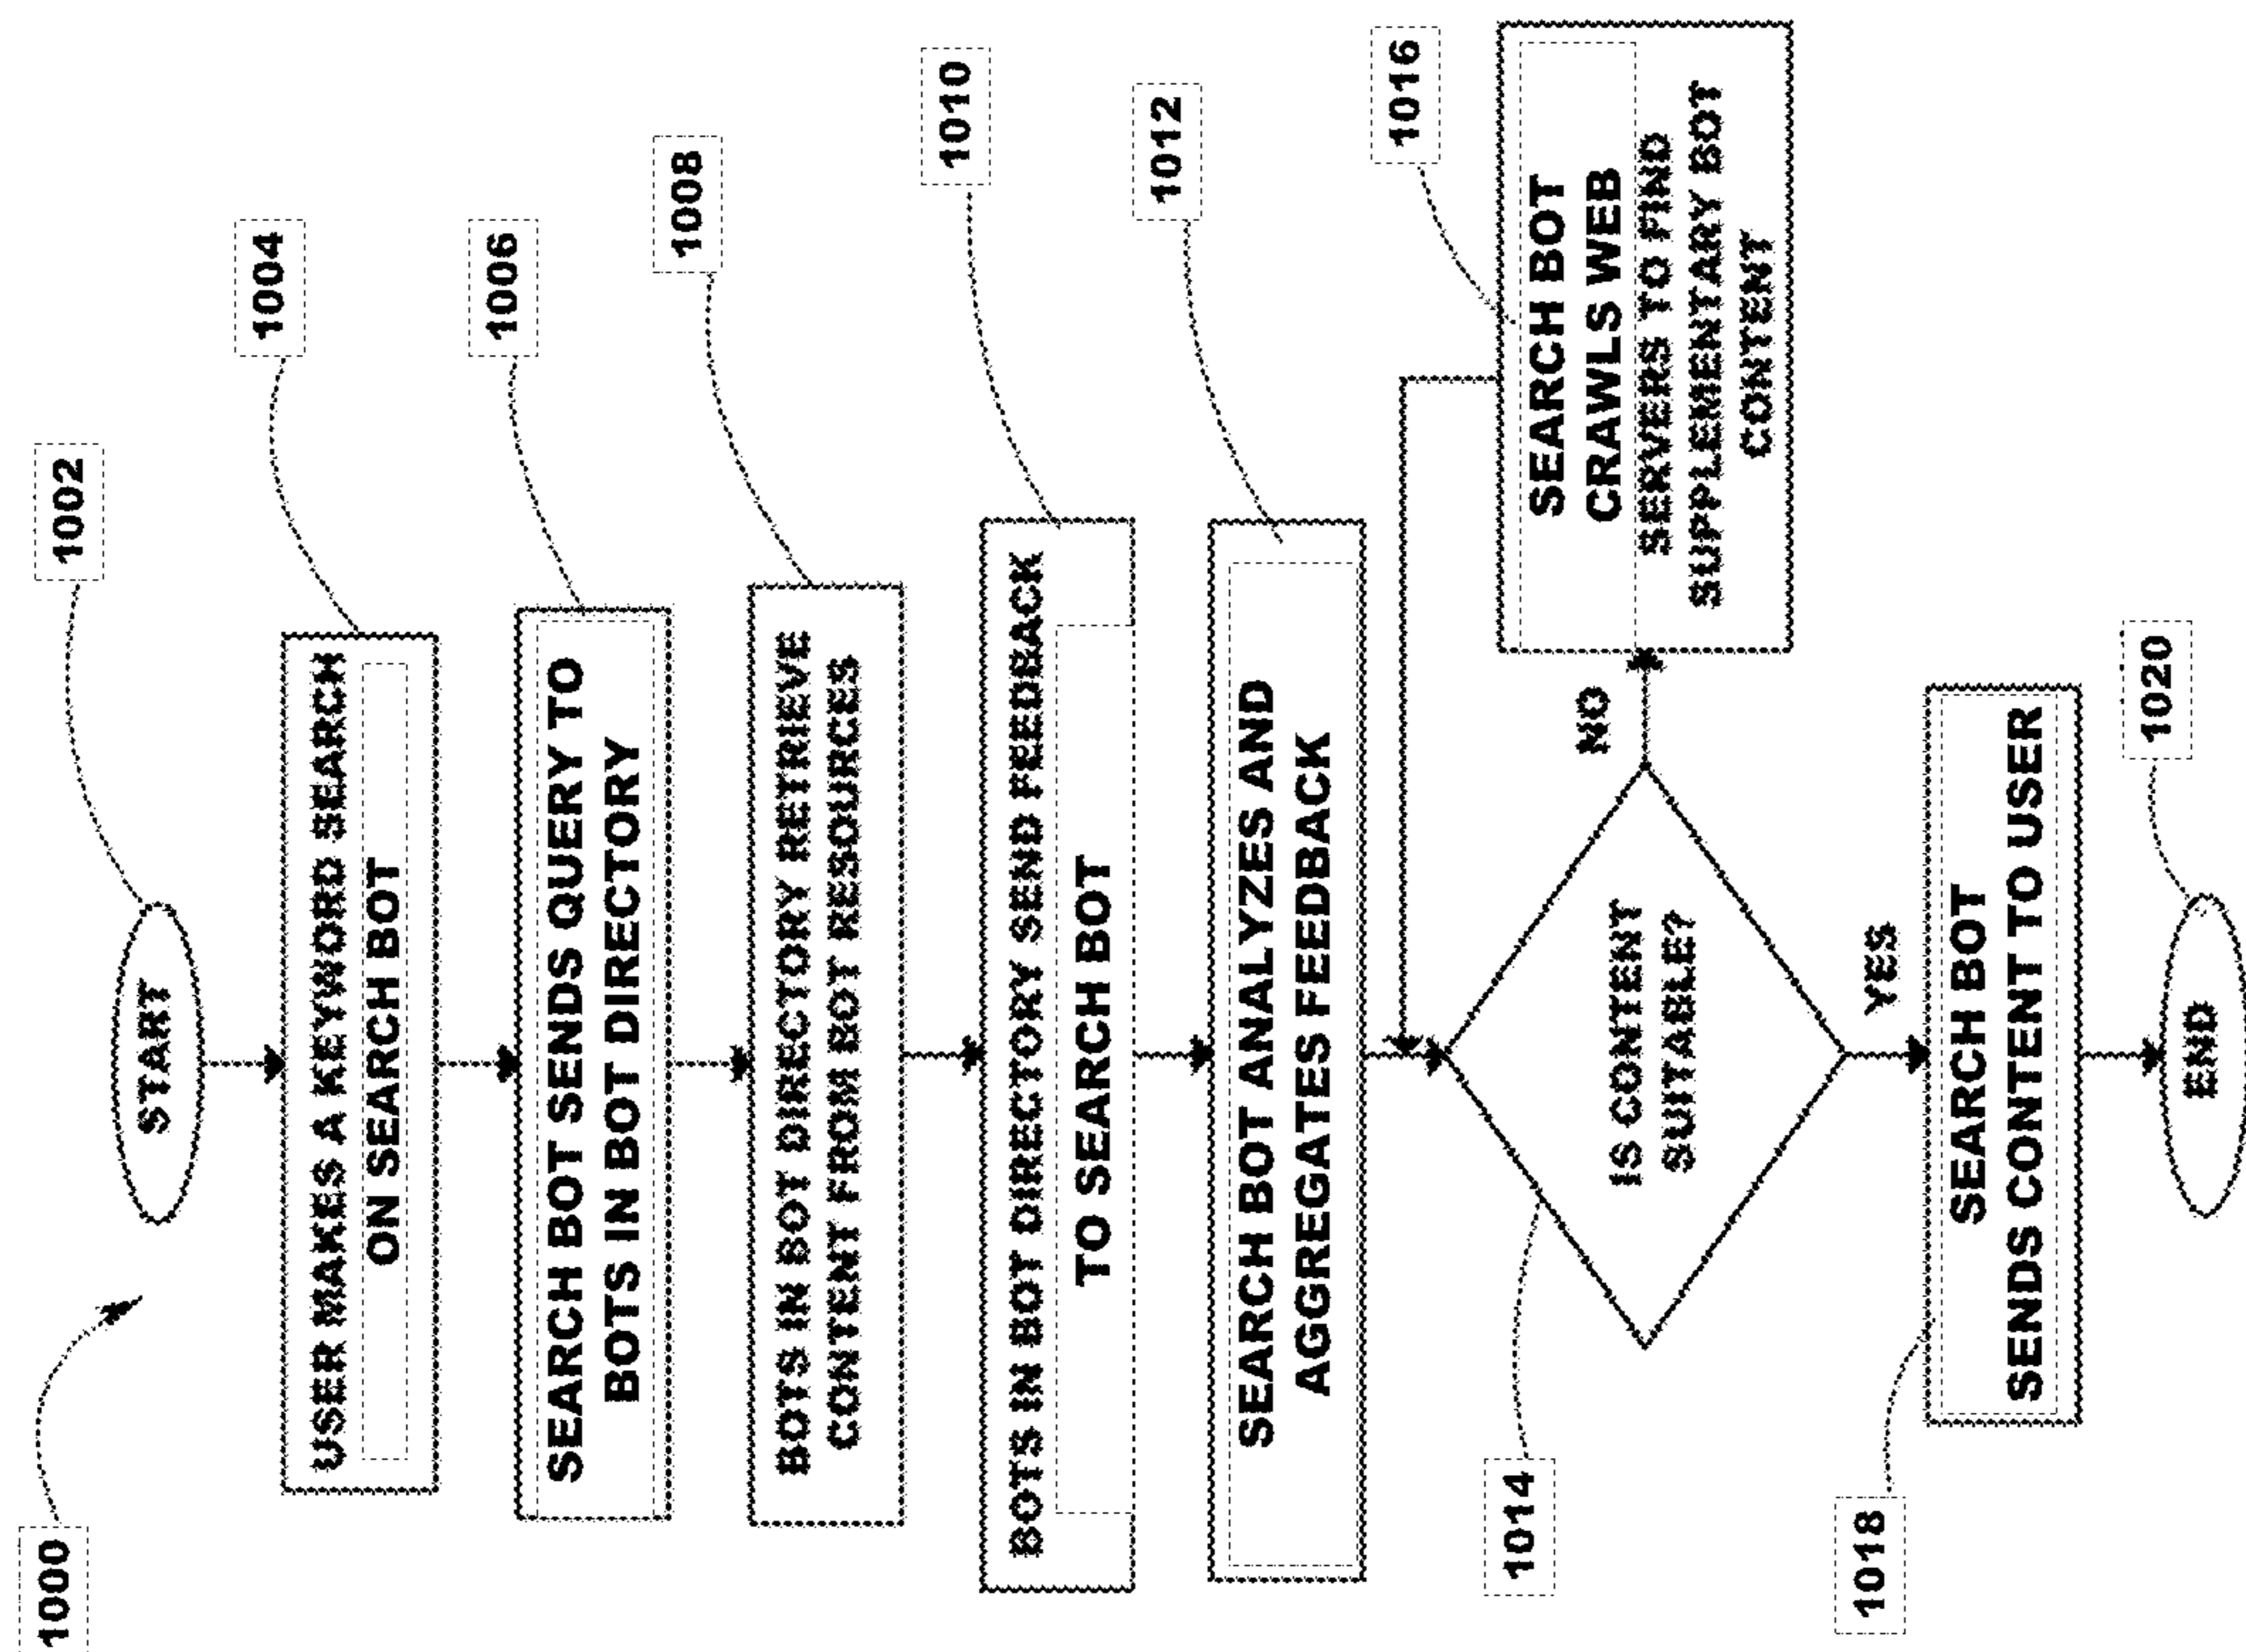 1000
START
1002
USER MAKES A KEYWORD SEARCH
ON SEARCH BOT
1004
SEARCH BOT SENDS QUERY TO
BOTS IN BOT DIRECTORY
1006
BOTS IN BOT DIRECTORY RETRIEVE
CONTENT FROM BOT RESOURCES
1008
BOTS IN BOT DIRECTORY SEND FEEDBACK
TO SEARCH BOT
1010
SEARCH BOT ANALYZES AND
AGGREGATES FEEDBACK
1012
1014
IS CONTENT
SUITABLE?
NO
SEARCH BOT
CRAWLS WEB
SERVERS TO FIND
SUPPLEMENTARY BOT
CONTENT
1016
YES
1018
SEARCH BOT
SENDS CONTENT TO USER
END
1020